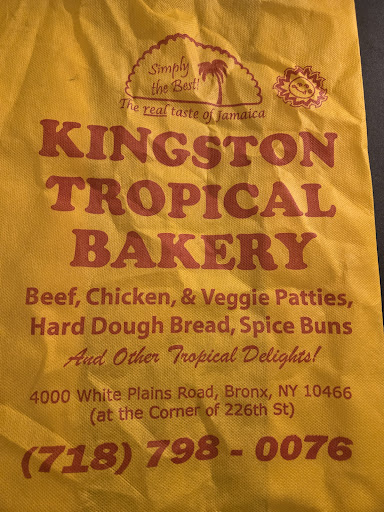 Simply
the Best!
The real taste of Jamaica
KINGSTON
TROPICAL
BAKERY
Beef, Chicken, & Veggie Patties,
Hard Dough Bread, Spice Buns
And Other Tropical Delights!
4000 White Plains Road, Bronx, NY 10466
(at the Corner of 226th St)
(718) 798 - 0076